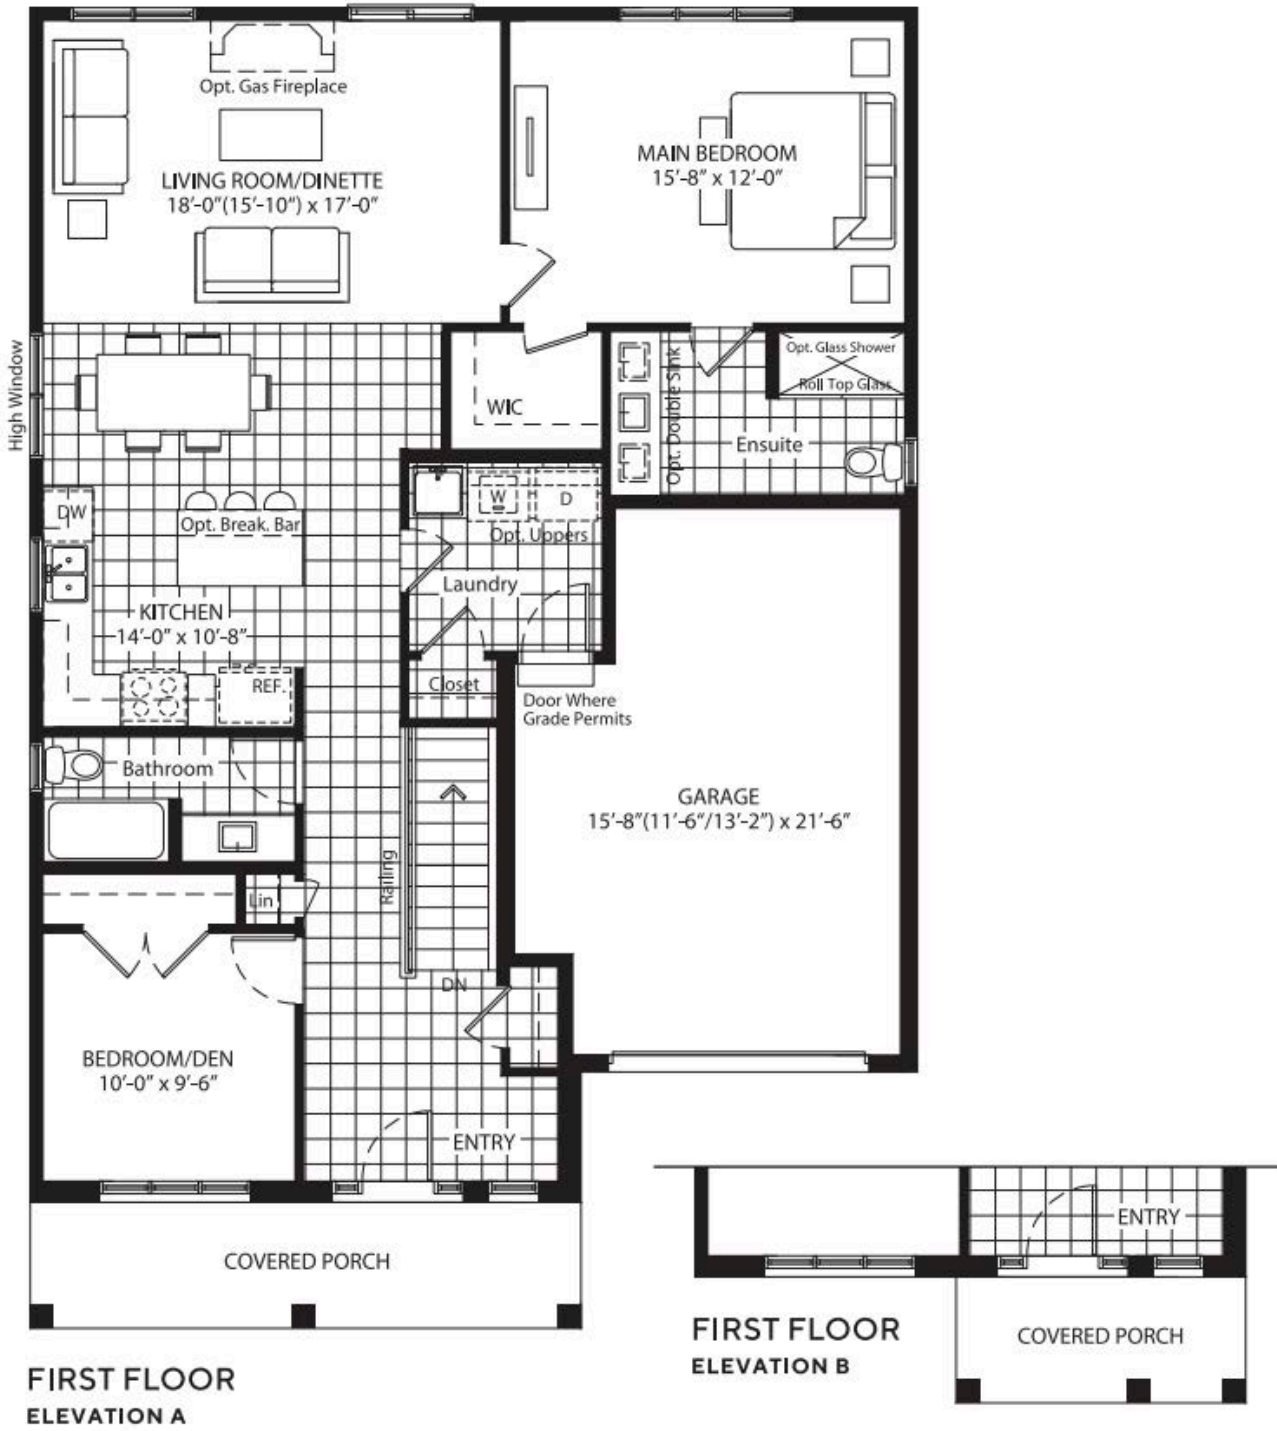 Opt. Gas Fireplace
LIVING ROOM/DINETTE
18'-0"(15'-10") x 17'-0"
MAIN BEDROOM
15'-8" x 12'-0"
High Window
WIC
Opt. Double Sink
Opt. Glass Shower
Roll Top Glass
Ensuite
DW
Opt. Break. Bar
W
D
Opt. Uppers
Laundry
KITCHEN
14'-0" x 10'-8"
REF.
Closet
Door Where
Grade Permits
Bathroom
GARAGE
15'-8"(11'-6"/13'-2") x 21'-6"
Railing
Lin
DN
BEDROOM/DEN
10'-0" x 9'-6"
ENTRY
COVERED PORCH
FIRST FLOOR
ELEVATION A
ENTRY
COVERED PORCH
FIRST FLOOR
ELEVATION B